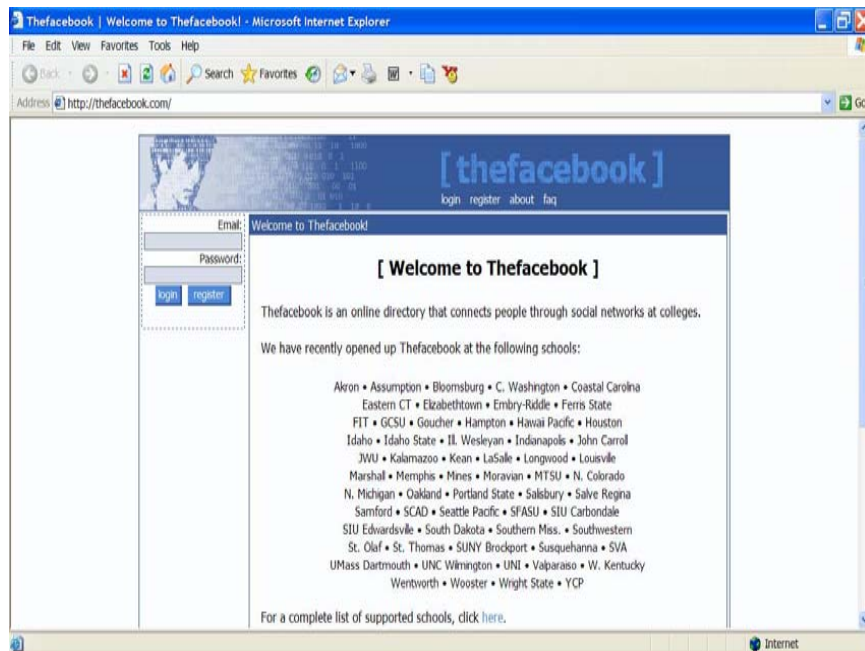 Thefacebook | Welcome to Thefacebook! - Microsoft Internet Explorer
File Edit View Favorites Tools Help
Back Search Favorites
Address http://thefacebook.com/ Go
[ thefacebook ]
login register about faq
Email:
Password:
login register
Welcome to Thefacebook!
[ Welcome to Thefacebook ]
Thefacebook is an online directory that connects people through social networks at colleges.
We have recently opened up Thefacebook at the following schools:
Akron • Assumption • Bloomsburg • C. Washington • Coastal Carolina
Eastern CT • Elizabethtown • Embry-Riddle • Ferris State
FIT • GCSU • Goucher • Hampton • Hawaii Pacific • Houston
Idaho • Idaho State • Ill. Wesleyan • Indianapolis • John Carroll
JWU • Kalamazoo • Kean • LaSalle • Longwood • Louisville
Marshall • Memphis • Mines • Moravian • MTSU • N. Colorado
N. Michigan • Oakland • Portland State • Salisbury • Salve Regina
Samford • SCAD • Seattle Pacific • SFASU • SIU Carbondale
SIU Edwardsville • South Dakota • Southern Miss. • Southwestern
St. Olaf • St. Thomas • SUNY Brockport • Susquehanna • SVA
UMass Dartmouth • UNC Wilmington • UNI • Valparaiso • W. Kentucky
Wentworth • Wooster • Wright State • YCP
For a complete list of supported schools, click here.
Internet